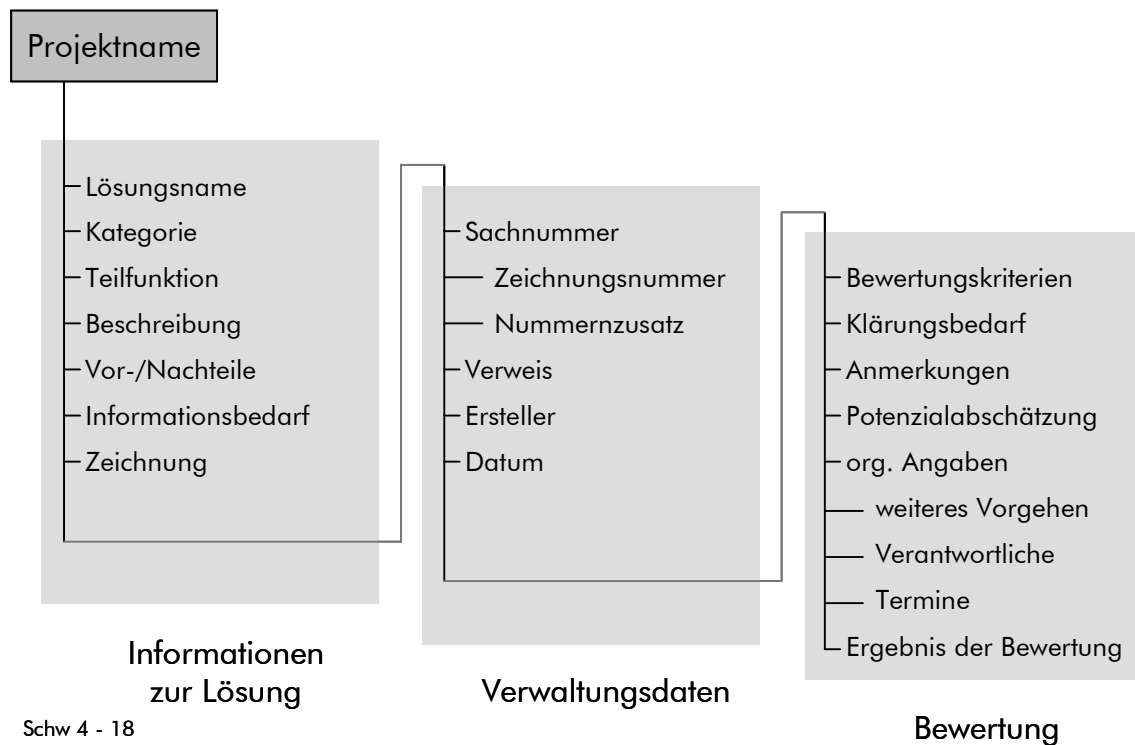 Projektname
Lösungsname
Kategorie
Teilfunktion
Beschreibung
Vor-/Nachteile
Informationsbedarf
Zeichnung
Informationen
zur Lösung
Sachnummer
Zeichnungsnummer
Nummernzusatz
Verweis
Ersteller
Datum
Verwaltungsdaten
Bewertungskriterien
Klärungsbedarf
Anmerkungen
Potenzialabschätzung
org. Angaben
weiteres Vorgehen
Verantwortliche
Termine
Ergebnis der Bewertung
Bewertung
Schw 4 - 18